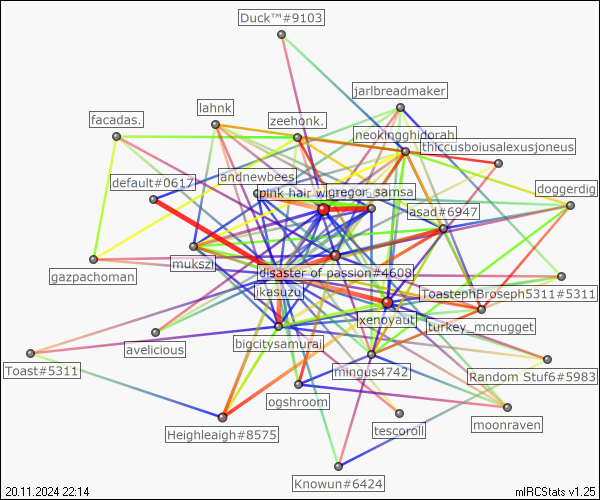 Duck™#9103
jarlbreadmaker
lahnk
facadas.
zeehonk.
neokingghidorah
thiccusboiusalexusjoneus
andnewbees
default#0617
pink hair w
gregor_samsa
doggerdig
asad#6947
mukszi
gazpachoman
disaster of passion#4608
ikasuzu
ToastephBroseph5311#5311
xenoyaut
turkey_mcnugget
avelicious
bigcitysamurai
Toast#5311
mingus4742
Random Stuf6#5983
ogshroom
moonraven
Heighleaigh#8575
tescoroll
Knowun#6424
20.11.2024 22:14
mIRCStats v1.25